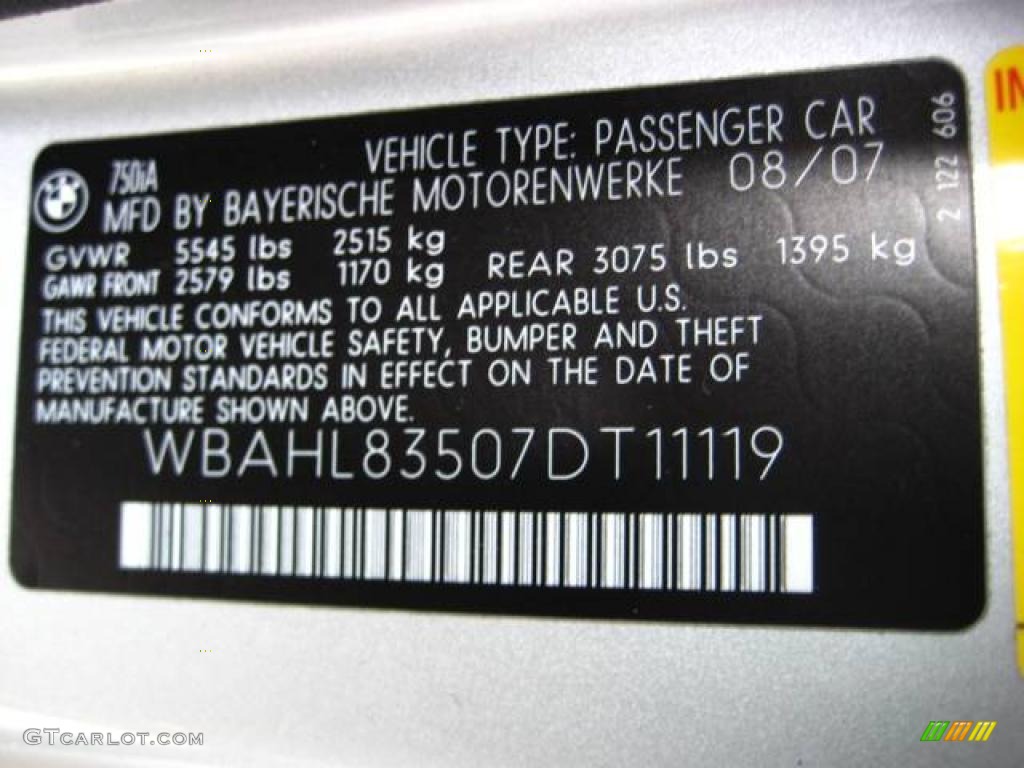 VEHICLE TYPE: PASSENGER CAR
750iA
MFD BY BAYERISCHE MOTORENWERKE 08/07
GVWR 5545 lbs 2515 kg
GAWR FRONT 2579 lbs 1170 kg REAR 3075 lbs 1395 kg
THIS VEHICLE CONFORMS TO ALL APPLICABLE U.S.
FEDERAL MOTOR VEHICLE SAFETY, BUMPER AND THEFT
PREVENTION STANDARDS IN EFFECT ON THE DATE OF
MANUFACTURE SHOWN ABOVE.
WBAHL83507DT11119
2 122 606
BMW
GTCarlot.com